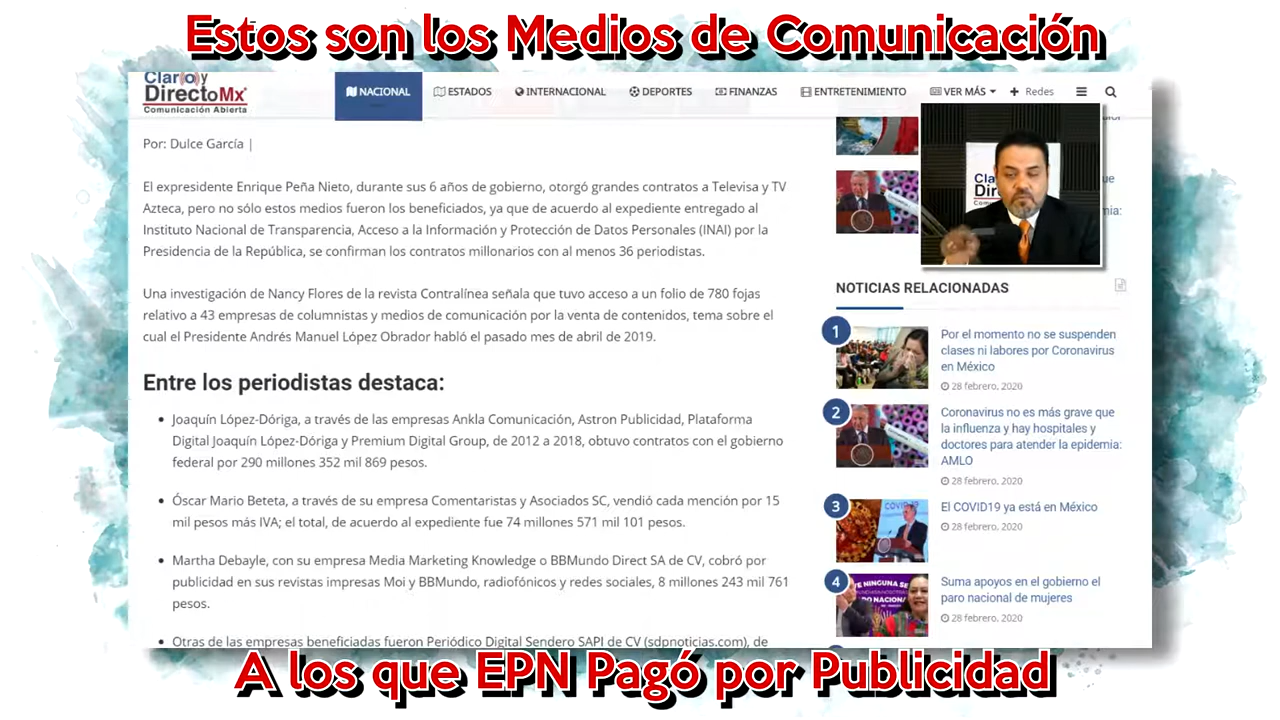 Estos son los Medios de Comunicación
Claro y
DirectoMx
Comunicación Abierta
NACIONAL
ESTADOS
INTERNACIONAL
DEPORTES
FINANZAS
ENTRETENIMIENTO
VER MÁS
Redes
Por: Dulce García |
El expresidente Enrique Peña Nieto, durante sus 6 años de gobierno, otorgó grandes contratos a Televisa y TV
Azteca, pero no sólo estos medios fueron los beneficiados, ya que de acuerdo al expediente entregado al
Instituto Nacional de Transparencia, Acceso a la Información y Protección de Datos Personales (INAI) por la
Presidencia de la República, se confirman los contratos millonarios con al menos 36 periodistas.
Una investigación de Nancy Flores de la revista Contralínea señala que tuvo acceso a un folio de 780 fojas
relativo a 43 empresas de columnistas y medios de comunicación por la venta de contenidos, tema sobre el
cual el Presidente Andrés Manuel López Obrador habló el pasado mes de abril de 2019.
Entre los periodistas destaca:
Joaquín López-Dóriga, a través de las empresas Ankla Comunicación, Astron Publicidad, Plataforma
Digital Joaquín López-Dóriga y Premium Digital Group, de 2012 a 2018, obtuvo contratos con el gobierno
federal por 290 millones 352 mil 869 pesos.
Óscar Mario Beteta, a través de su empresa Comentaristas y Asociados SC, vendió cada mención por 15
mil pesos más IVA; el total, de acuerdo al expediente fue 74 millones 571 mil 101 pesos.
Martha Debayle, con su empresa Media Marketing Knowledge o BBMundo Direct SA de CV, cobró por
publicidad en sus revistas impresas Moi y BBMundo, radiofónicos y redes sociales, 8 millones 243 mil 761
pesos.
Otras de las empresas beneficiadas fueron Periódico Digital Sendero SAPI de CV (sdpnoticias.com), de
NOTICIAS RELACIONADAS
1
Por el momento no se suspenden
clases ni labores por Coronavirus
en México
28 febrero, 2020
2
Coronavirus no es más grave que
la influenza y hay hospitales y
doctores para atender la epidemia:
AMLO
28 febrero, 2020
3
El COVID19 ya está en México
28 febrero, 2020
4
Suma apoyos en el gobierno el
paro nacional de mujeres
28 febrero, 2020
A los que EPN Pagó por Publicidad